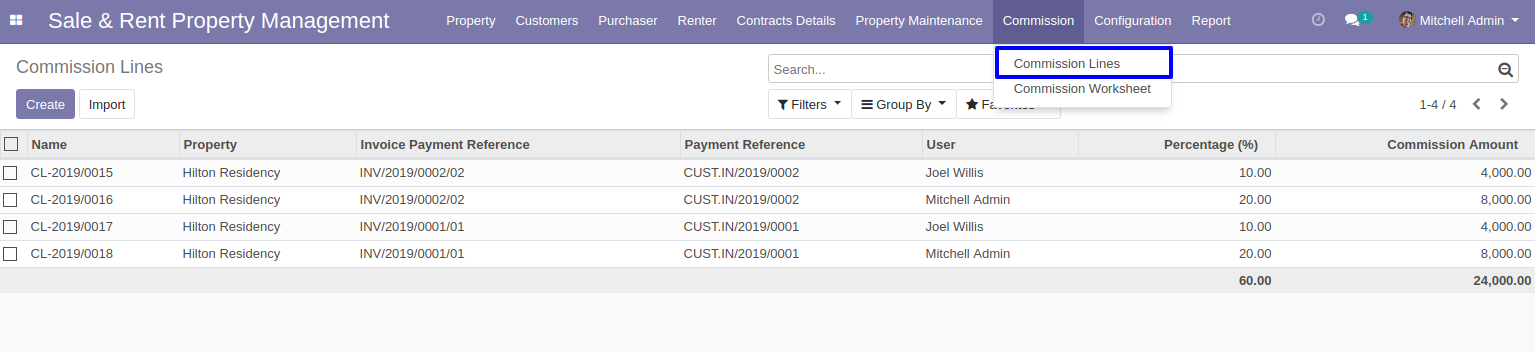 Sale & Rent Property Management Property Customers Purchaser Renter Contracts Details Property Maintenance Commission Configuration Report 1 Mitchell Admin
Commission Lines
Search...
Commission Lines
Commission Worksheet
Create Import
Filters Group By
1-4 / 4
Name Property Invoice Payment Reference Payment Reference User Percentage (%) Commission Amount
CL-2019/0015 Hilton Residency INV/2019/0002/02 CUST.IN/2019/0002 Joel Willis 10.00 4,000.00
CL-2019/0016 Hilton Residency INV/2019/0002/02 CUST.IN/2019/0002 Mitchell Admin 20.00 8,000.00
CL-2019/0017 Hilton Residency INV/2019/0001/01 CUST.IN/2019/0001 Joel Willis 10.00 4,000.00
CL-2019/0018 Hilton Residency INV/2019/0001/01 CUST.IN/2019/0001 Mitchell Admin 20.00 8,000.00
60.00 24,000.00